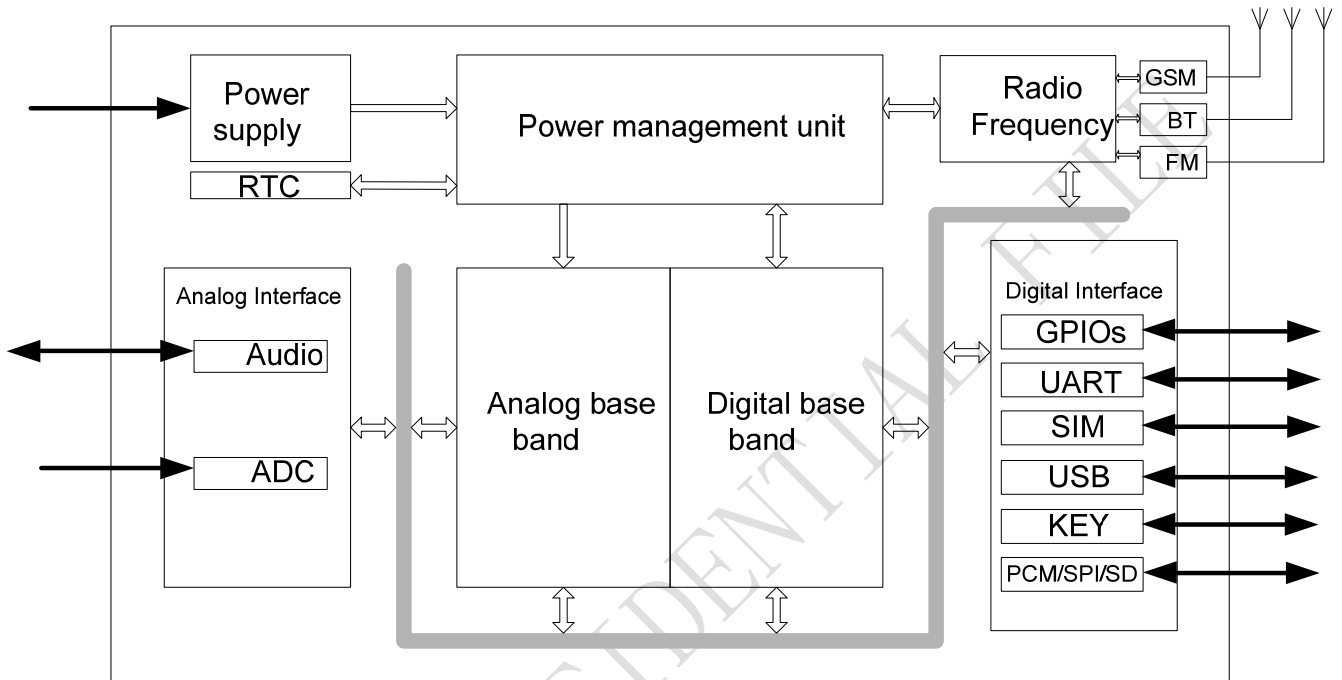 Power
supply
RTC
Power management unit
Radio
Frequency
GSM
BT
FM
Analog Interface
Audio
ADC
Analog base
band
Digital base
band
Digital Interface
GPIOs
UART
SIM
USB
KEY
PCM/SPI/SD
FILE